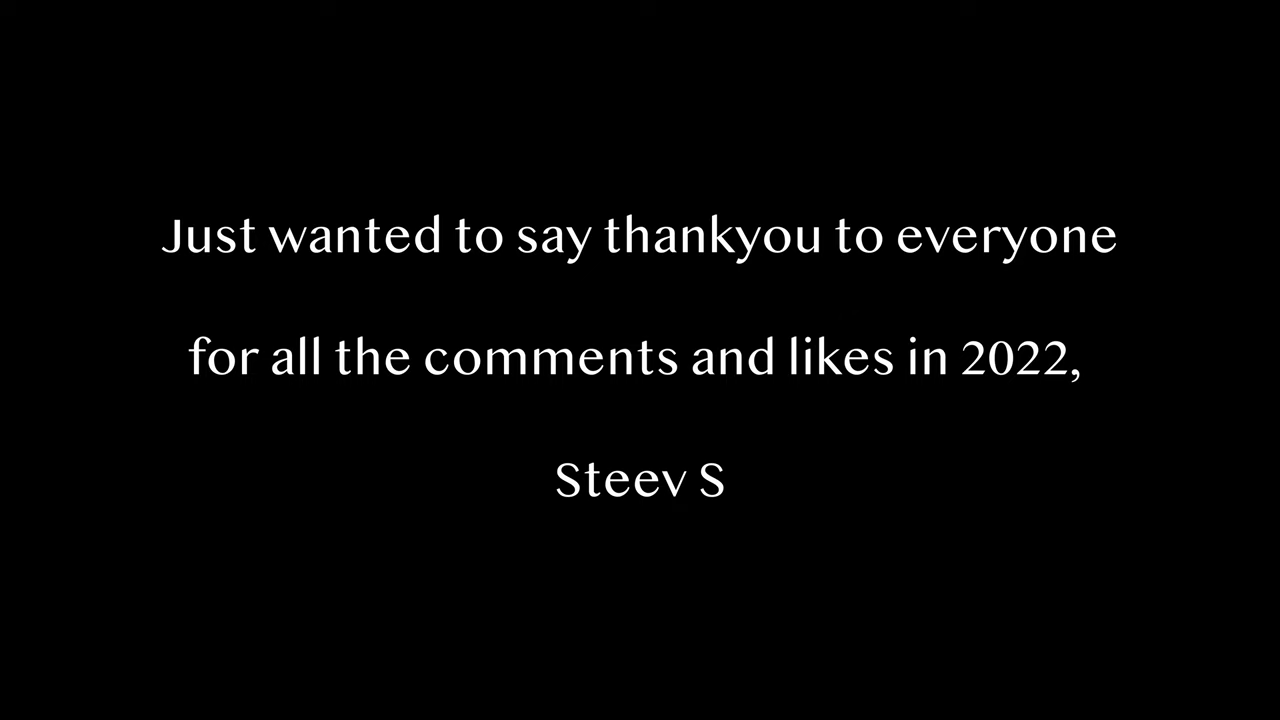 Just wanted to say thankyou to everyone
for all the comments and likes in 2022,
Steev S